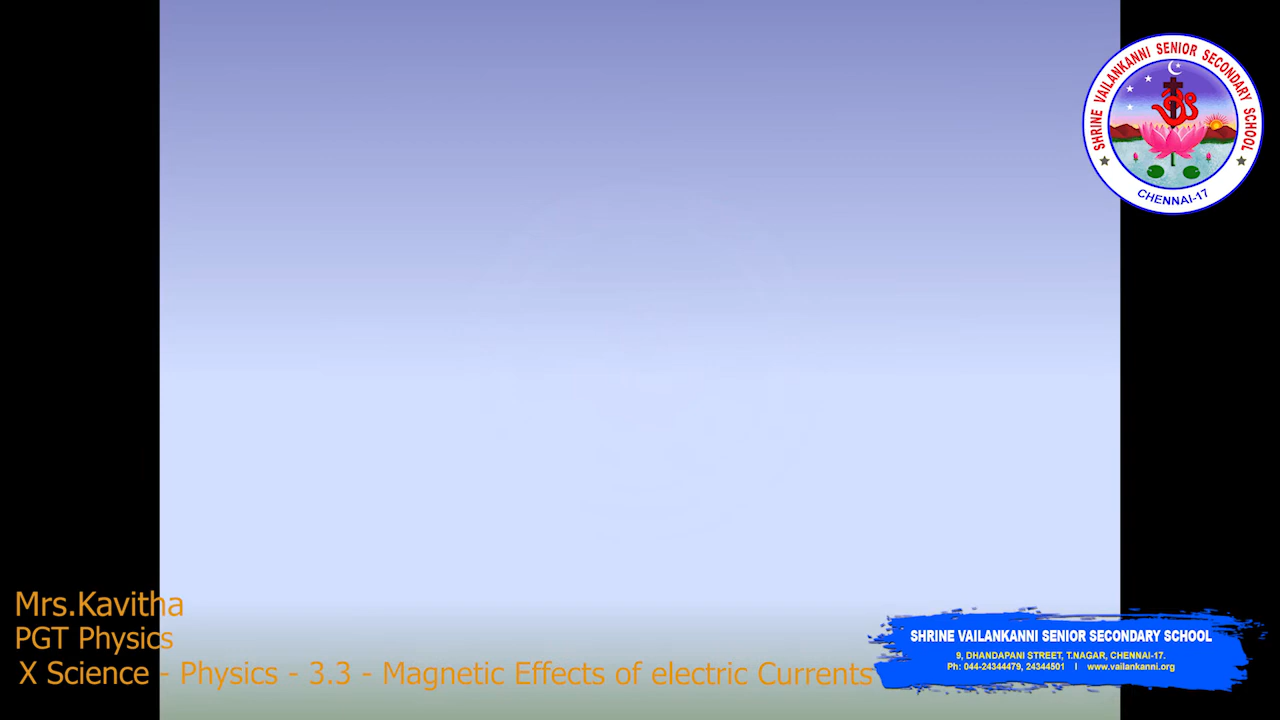 SHRINE VAILANKANNI SENIOR SECONDARY SCHOOL
CHENNAI-17
Mrs.Kavitha
PGT Physics
X Science - Physics - 3.3 - Magnetic Effects of electric Currents
SHRINE VAILANKANNI SENIOR SECONDARY SCHOOL
9, DHANDAPANI STREET, T.NAGAR, CHENNAI-17.
Ph: 044-24344479, 24344501 I www.vailankanni.org